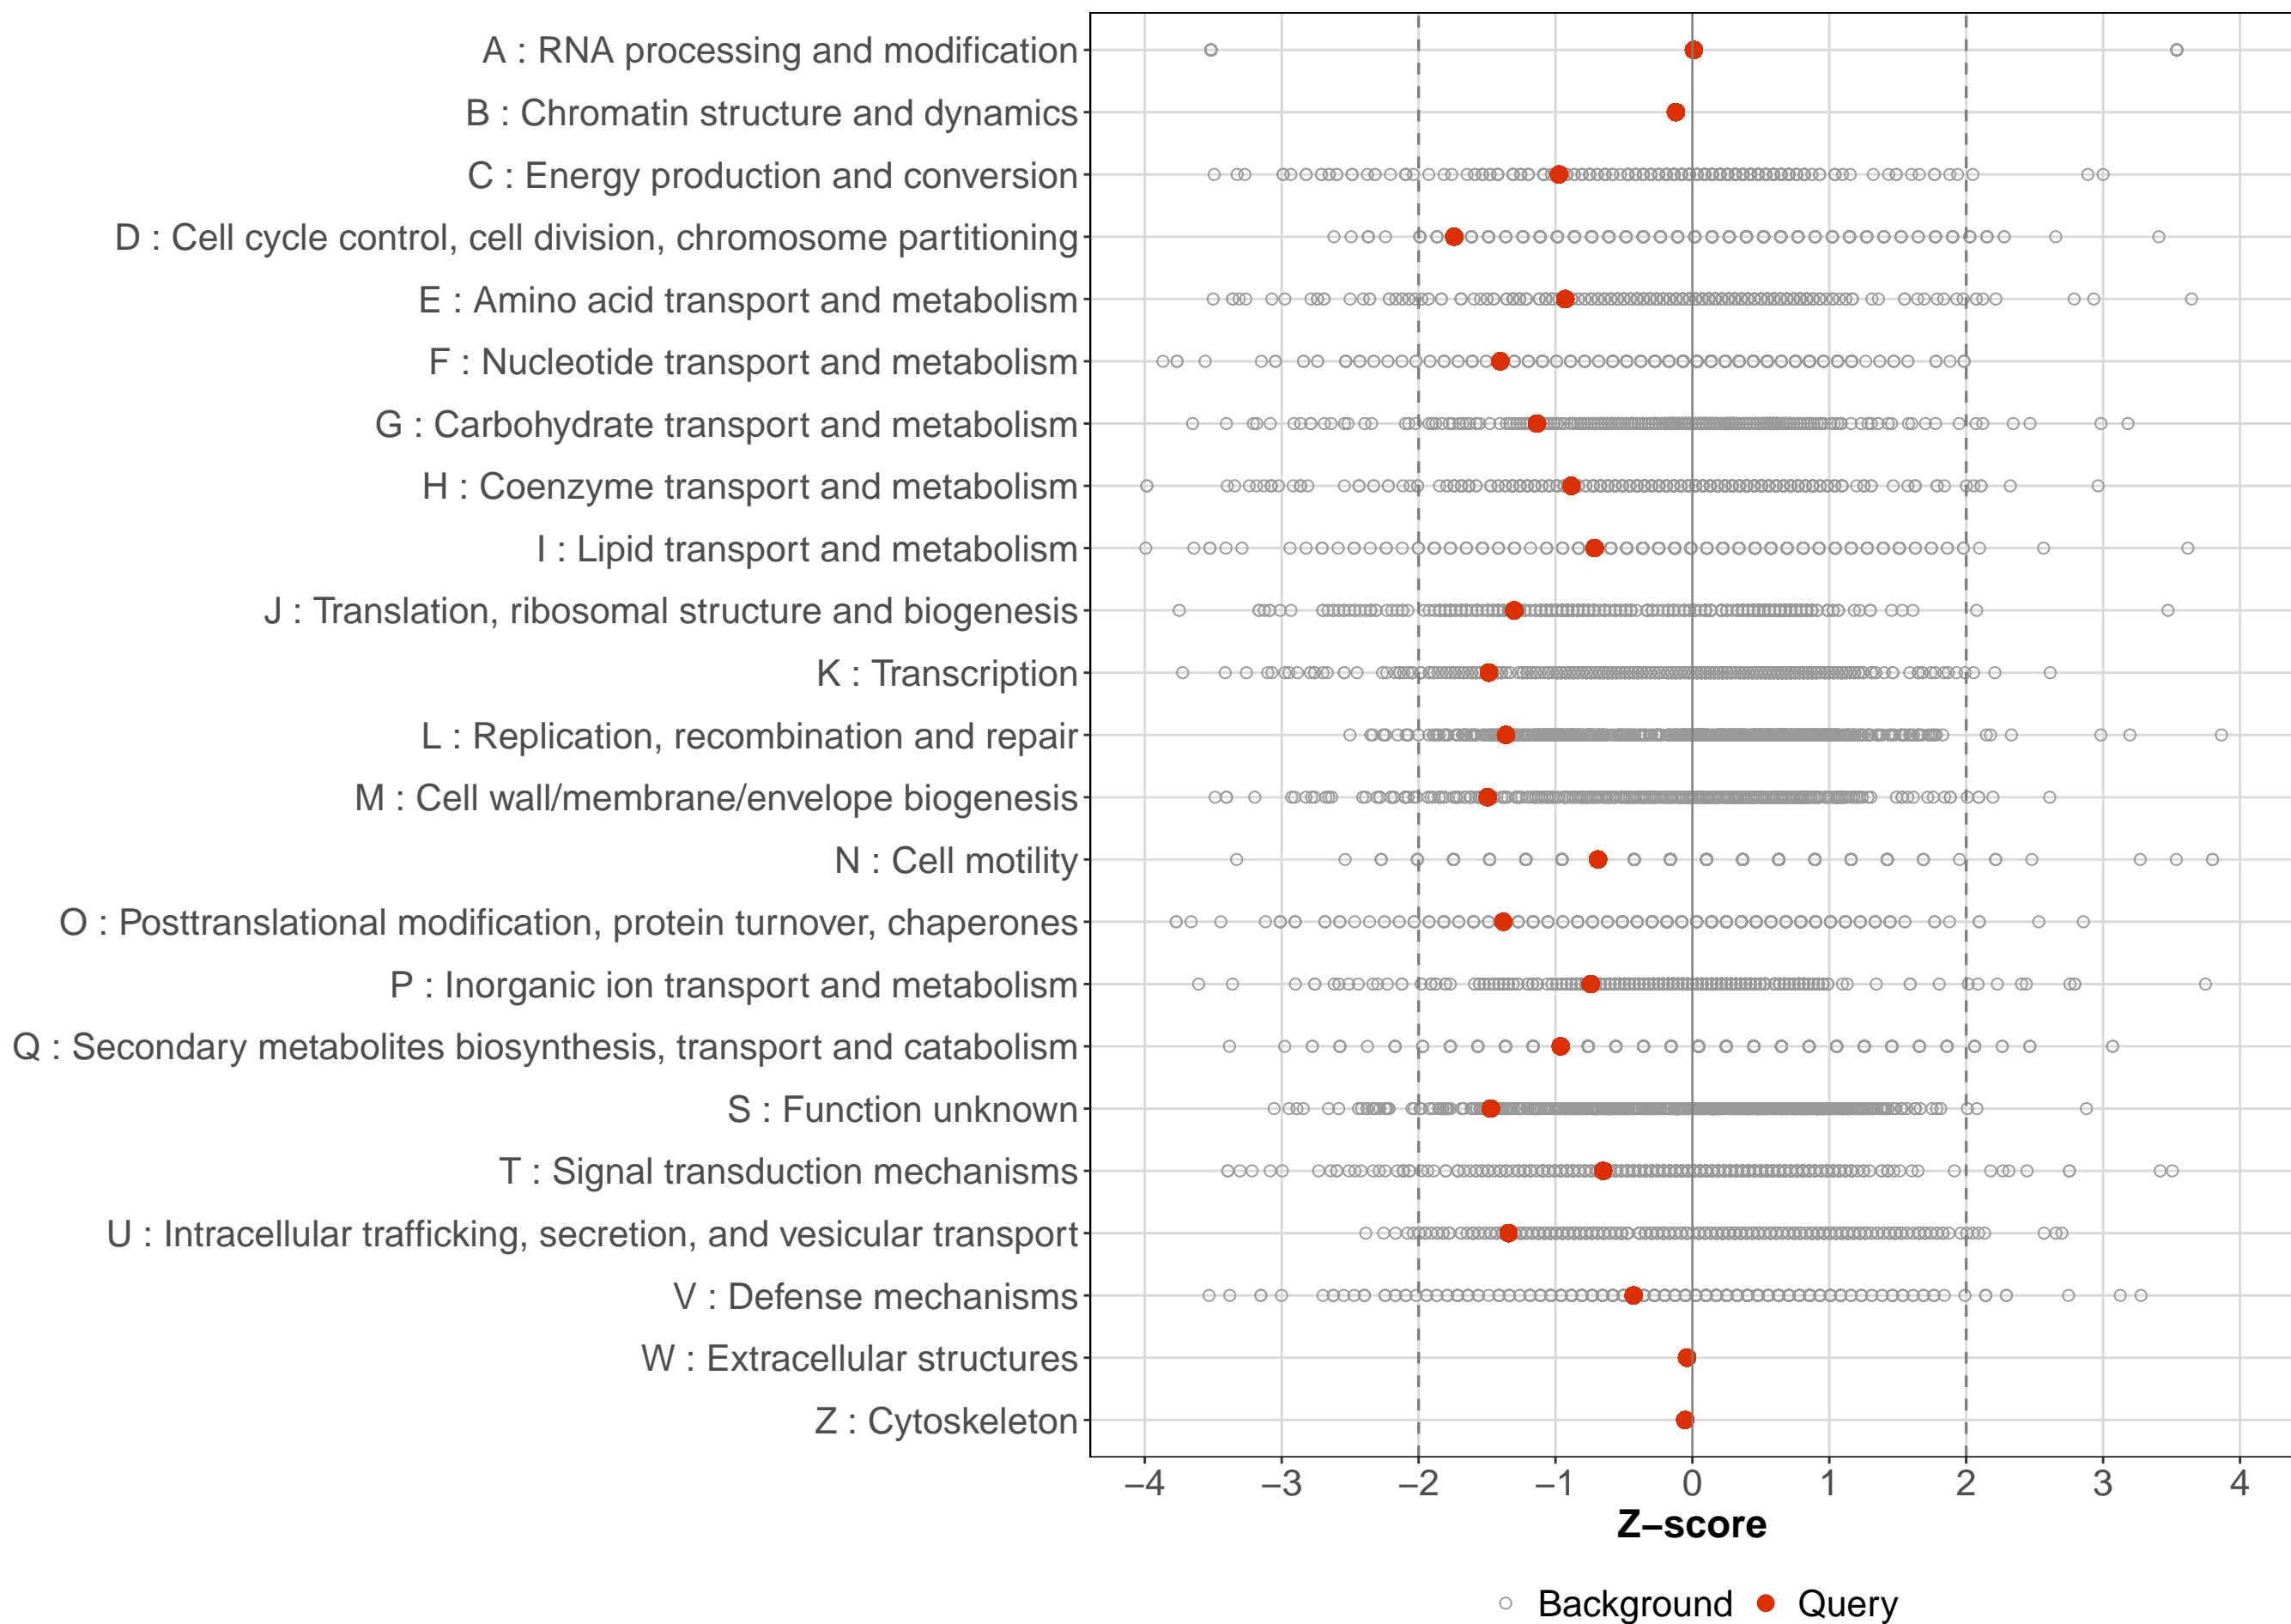 A : RNA processing and modification
B : Chromatin structure and dynamics
C : Energy production and conversion
D : Cell cycle control, cell division, chromosome partitioning
E : Amino acid transport and metabolism
F : Nucleotide transport and metabolism
G : Carbohydrate transport and metabolism
H : Coenzyme transport and metabolism
I : Lipid transport and metabolism
J : Translation, ribosomal structure and biogenesis
K : Transcription
L : Replication, recombination and repair
M : Cell wall/membrane/envelope biogenesis
N : Cell motility
O : Posttranslational modification, protein turnover, chaperones
P : Inorganic ion transport and metabolism
Q : Secondary metabolites biosynthesis, transport and catabolism
S : Function unknown
T : Signal transduction mechanisms
U : Intracellular trafficking, secretion, and vesicular transport
V : Defense mechanisms
W : Extracellular structures
Z : Cytoskeleton
−4 −3 −2 −1 0 1 2 3 4
Z−score
Background Query